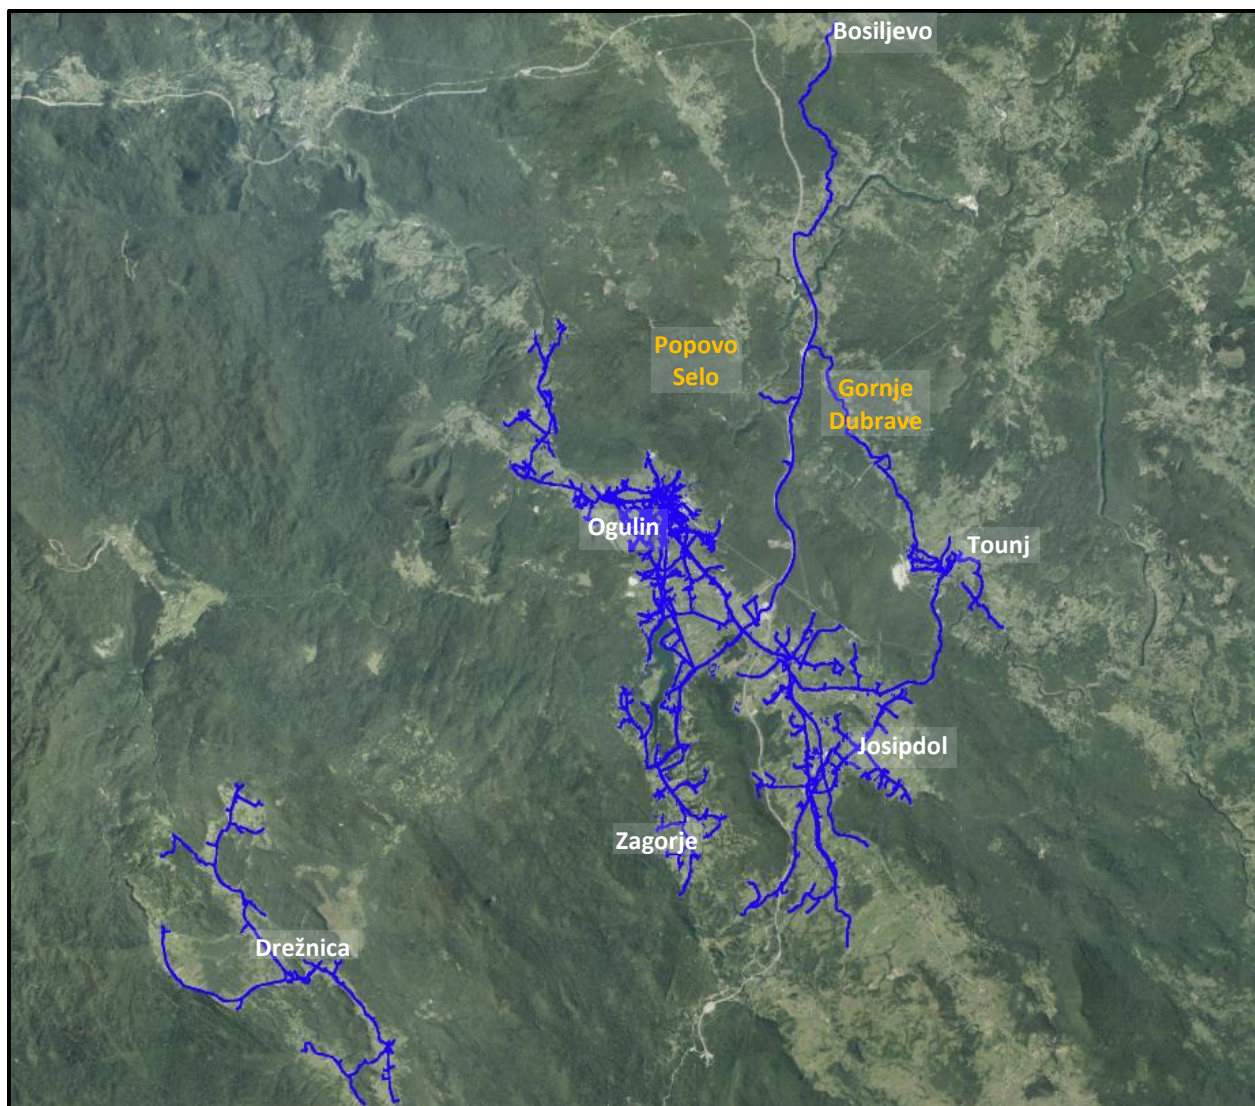 Bosiljevo
Popovo
Selo
Gornje
Dubrave
Ogulin
Tounj
Josipdol
Zagorje
Drežnica